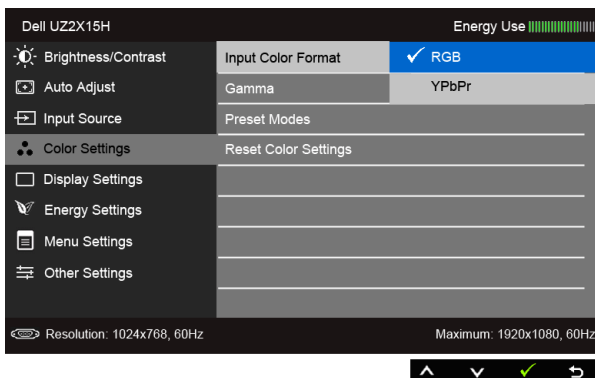 Dell UZ2X15H
Energy Use
Brightness/Contrast
Input Color Format
RGB
Auto Adjust
Gamma
YPbPr
Input Source
Preset Modes
Color Settings
Reset Color Settings
Display Settings
Energy Settings
Menu Settings
Other Settings
Resolution: 1024x768, 60Hz
Maximum: 1920x1080, 60Hz